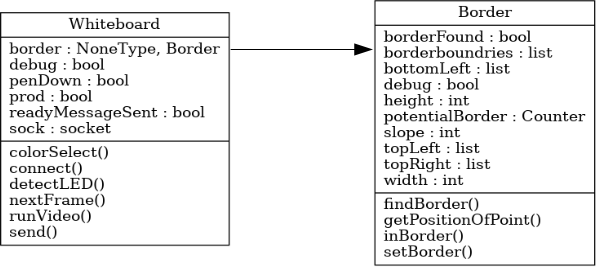 Whiteboard
border : NoneType, Border
debug : bool
penDown : bool
prod : bool
readyMessageSent : bool
sock : socket
colorSelect()
connect()
detectLED()
nextFrame()
runVideo()
send()
Border
borderFound : bool
borderboundries : list
bottomLeft : list
debug : bool
height : int
potentialBorder : Counter
slope : int
topLeft : list
topRight : list
width : int
findBorder()
getPositionOfPoint()
inBorder()
setBorder()